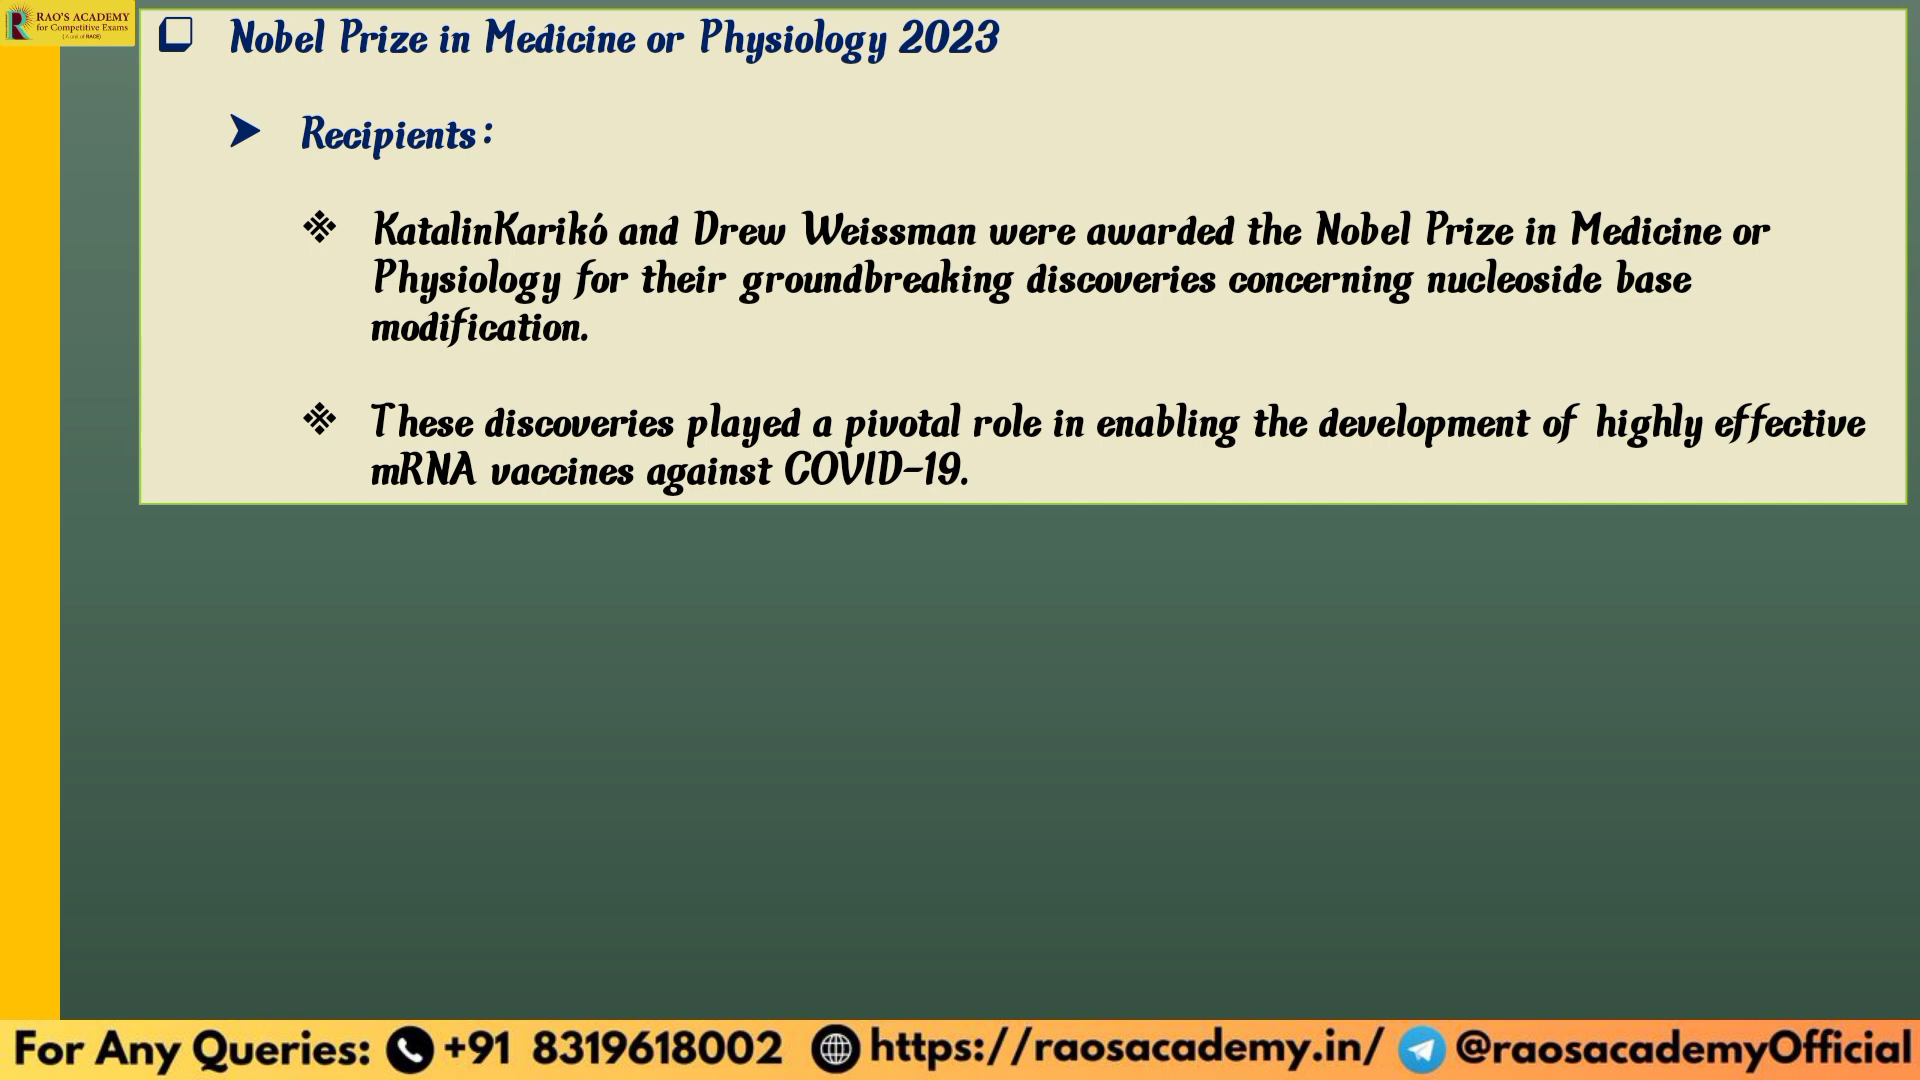 RAO'S ACADEMY
for Competitive Exams
(A unit of RACE)
Nobel Prize in Medicine or Physiology 2023
Recipients:
KatalinKarikó and Drew Weissman were awarded the Nobel Prize in Medicine or
Physiology for their groundbreaking discoveries concerning nucleoside base
modification.
These discoveries played a pivotal role in enabling the development of highly effective
mRNA vaccines against COVID-19.
For Any Queries: +91 8319618002 https://raosacademy.in/ @raosacademyOfficial